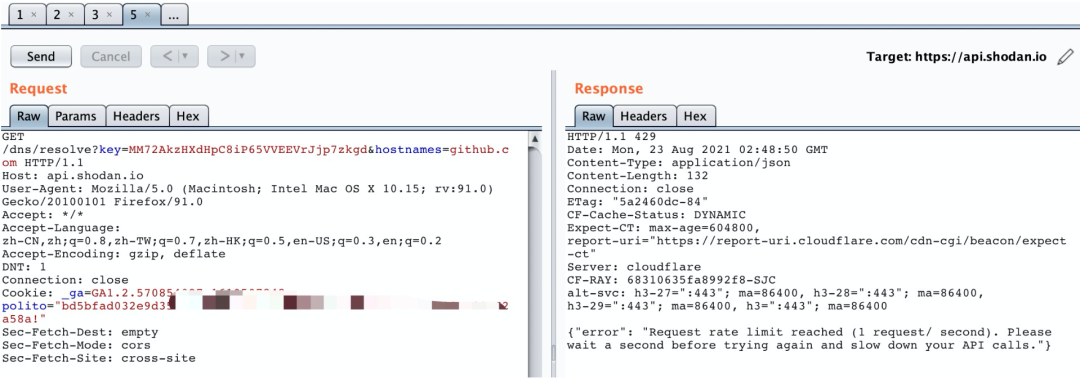 1 × 2 × 3 × 5 × ...
Send Cancel < > Target: https://api.shodan.io
Request
Raw Params Headers Hex
GET
/dns/resolve?key=MM72AkzHXdHpC8iP65VVEEVrJjp7zkgd&hostnames=github.c
om HTTP/1.1
Host: api.shodan.io
User-Agent: Mozilla/5.0 (Macintosh; Intel Mac OS X 10.15; rv:91.0)
Gecko/20100101 Firefox/91.0
Accept: */*
Accept-Language:
zh-CN,zh;q=0.8,zh-TW;q=0.7,zh-HK;q=0.5,en-US;q=0.3,en;q=0.2
Accept-Encoding: gzip, deflate
DNT: 1
Connection: close
Cookie: _ga=GA1.2.
polito="bd5bfad032e9d35
a58a!"
Sec-Fetch-Dest: empty
Sec-Fetch-Mode: cors
Sec-Fetch-Site: cross-site
Response
Raw Headers Hex
HTTP/1.1 429
Date: Mon, 23 Aug 2021 02:48:50 GMT
Content-Type: application/json
Content-Length: 132
Connection: close
ETag: "5a2460dc-84"
CF-Cache-Status: DYNAMIC
Expect-CT: max-age=604800,
report-uri="https://report-uri.cloudflare.com/cdn-cgi/beacon/expect
-ct"
Server: cloudflare
CF-RAY: 68310635fa8992f8-SJC
alt-svc: h3-27=":443"; ma=86400, h3-28=":443"; ma=86400,
h3-29=":443"; ma=86400, h3=":443"; ma=86400
{"error": "Request rate limit reached (1 request/ second). Please
wait a second before trying again and slow down your API calls."}